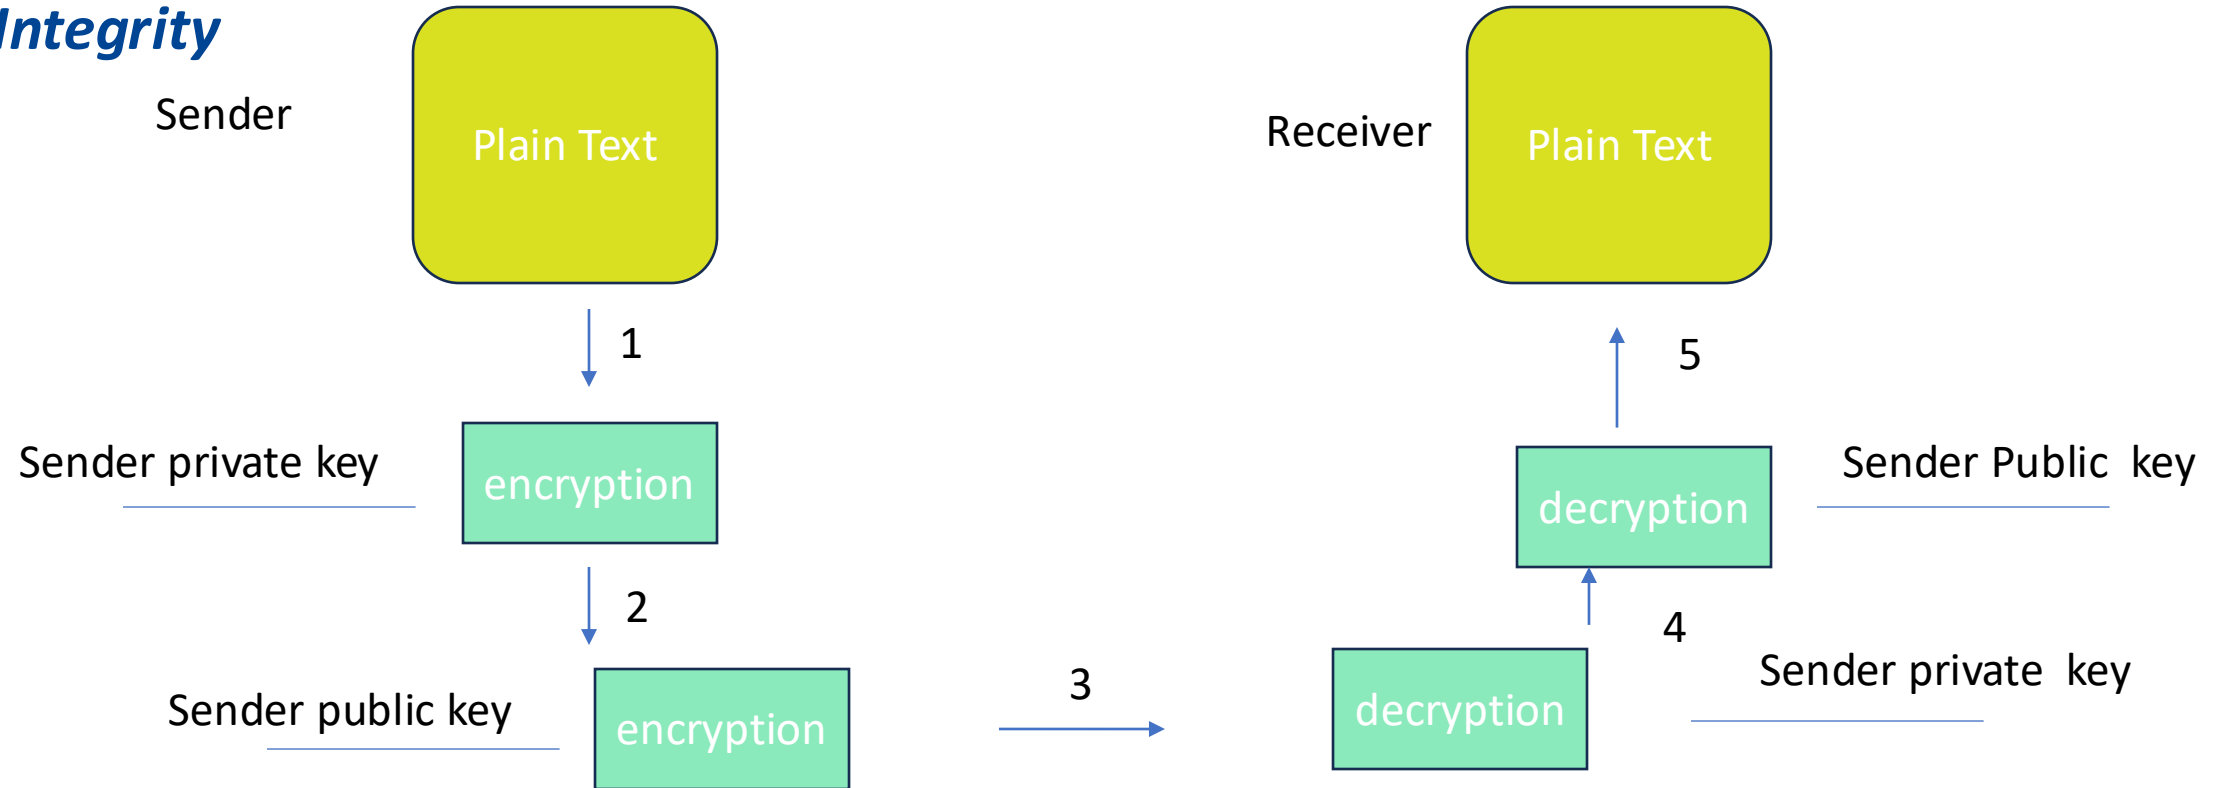 Integrity
Sender
Plain Text
Receiver
Plain Text
1
5
Sender private key
encryption
decryption
Sender Public  key
2
4
Sender public key
encryption
3
decryption
Sender private  key